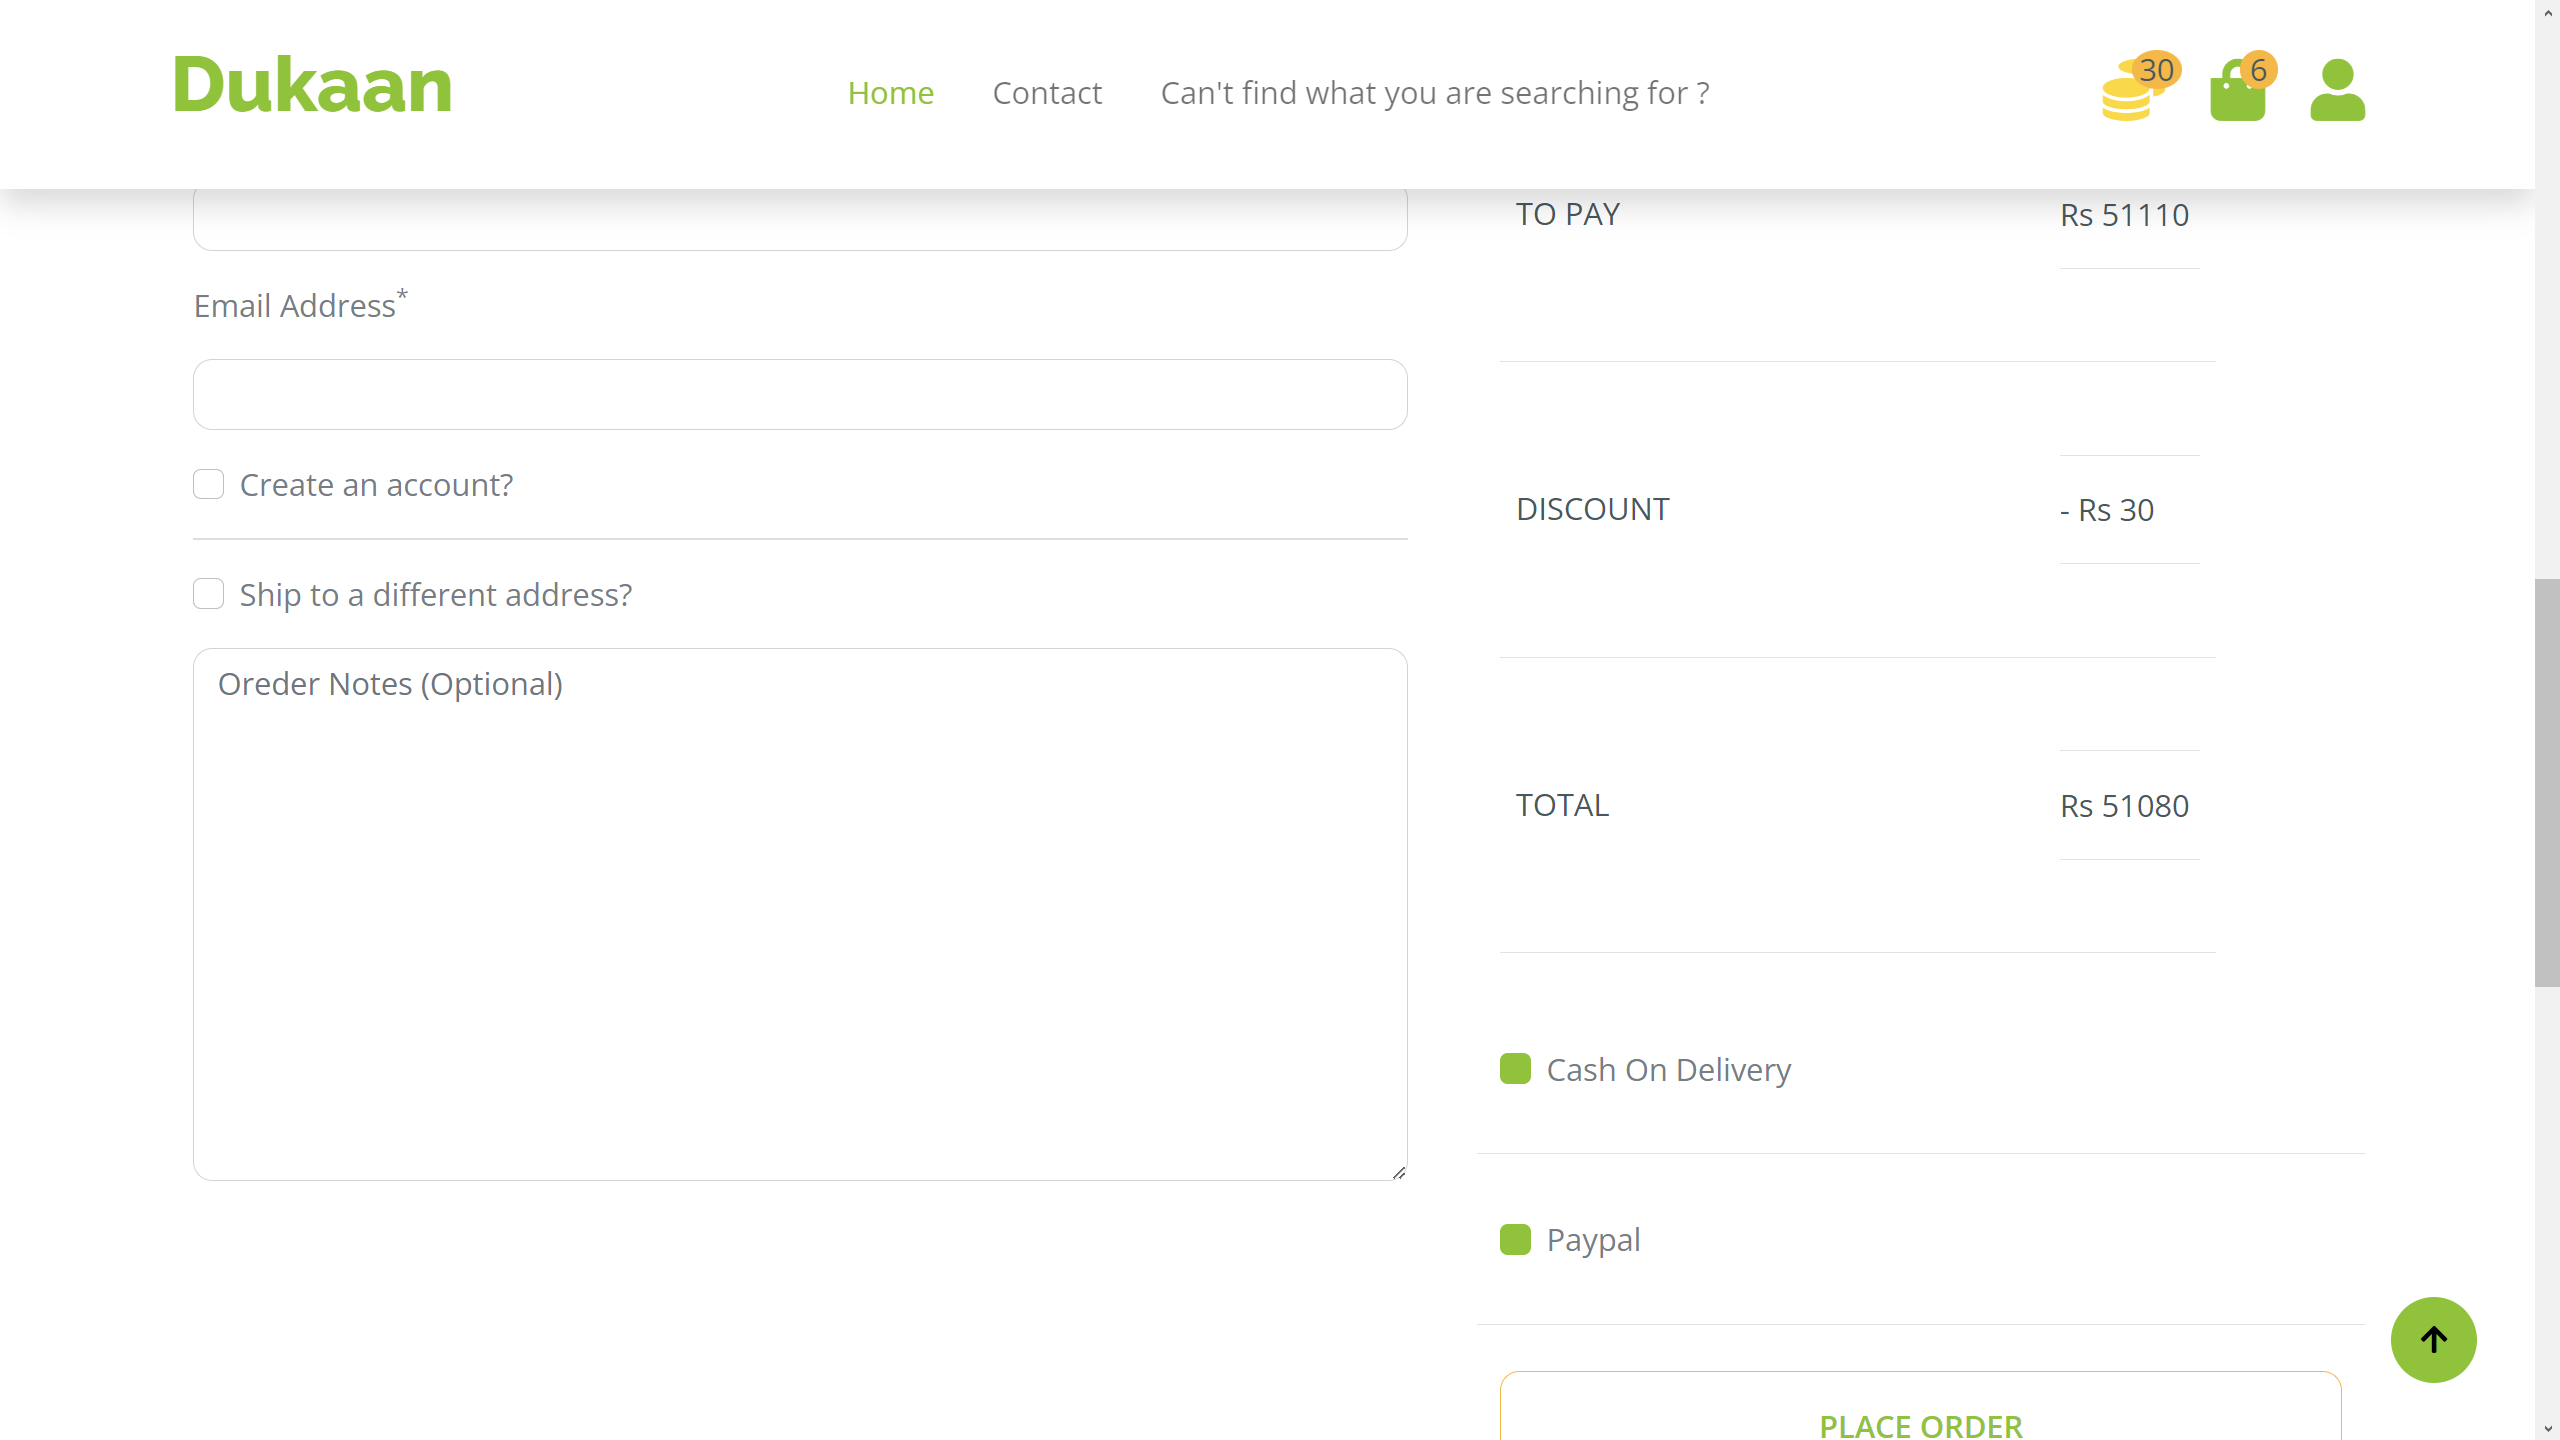 Dukaan
Home
Contact
Can't find what you are searching for ?
30
6
Email Address*
Create an account?
Ship to a different address?
Oreder Notes (Optional)
TO PAY
Rs 51110
DISCOUNT
- Rs 30
TOTAL
Rs 51080
Cash On Delivery
Paypal
PLACE ORDER